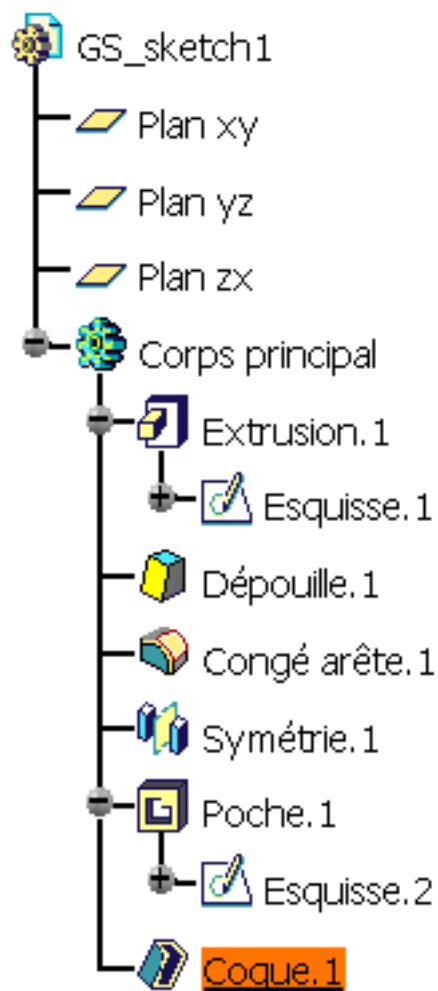 GS_sketch1
Plan xy
Plan yz
Plan zx
Corps principal
Extrusion.1
Esquisse.1
Dépouille.1
Congé arête.1
Symétrie.1
Poche.1
Esquisse.2
Coque.1